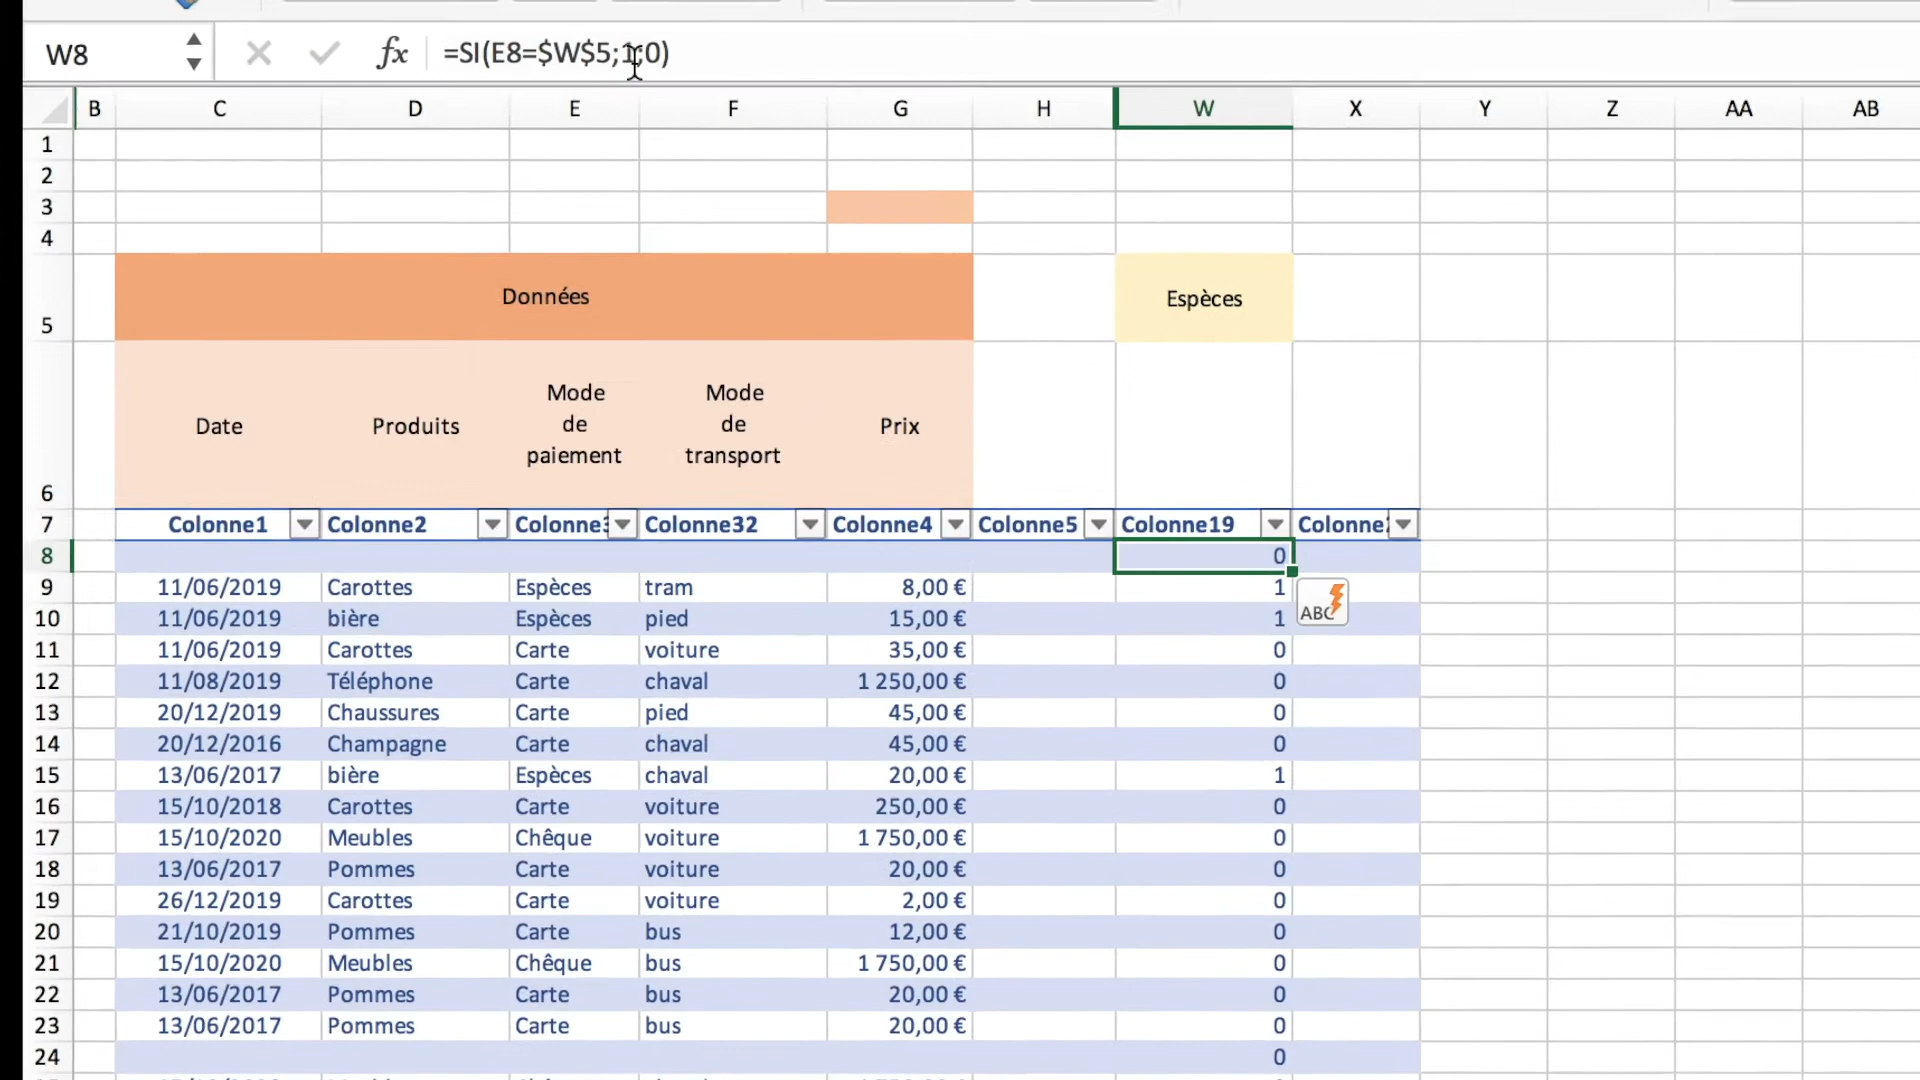 W8 fx =SI(E8=$W$5;1;0)
B C D E F G H W X Y Z AA AB
1
2
3
4
5 Données Espèces
6 Date Produits Mode de paiement Mode de transport Prix
7 Colonne1 Colonne2 Colonne3 Colonne32 Colonne4 Colonne5 Colonne19 Colonne
8 0
9 11/06/2019 Carottes Espèces tram 8,00 € 1
ABC
10 11/06/2019 bière Espèces pied 15,00 € 1
11 11/06/2019 Carottes Carte voiture 35,00 € 0
12 11/08/2019 Téléphone Carte chaval 1 250,00 € 0
13 20/12/2019 Chaussures Carte pied 45,00 € 0
14 20/12/2016 Champagne Carte chaval 45,00 € 0
15 13/06/2017 bière Espèces chaval 20,00 € 1
16 15/10/2018 Carottes Carte voiture 250,00 € 0
17 15/10/2020 Meubles Chêque voiture 1 750,00 € 0
18 13/06/2017 Pommes Carte voiture 20,00 € 0
19 26/12/2019 Carottes Carte voiture 2,00 € 0
20 21/10/2019 Pommes Carte bus 12,00 € 0
21 15/10/2020 Meubles Chêque bus 1 750,00 € 0
22 13/06/2017 Pommes Carte bus 20,00 € 0
23 13/06/2017 Pommes Carte bus 20,00 € 0
24 0